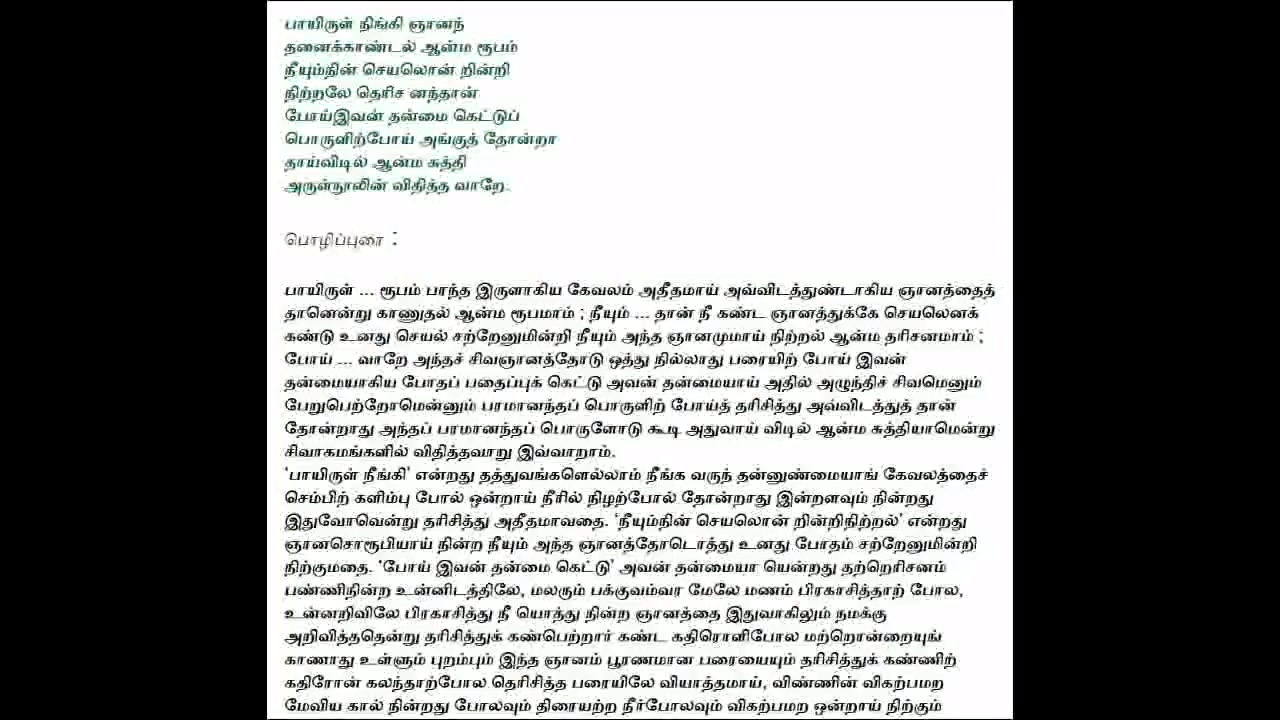 பாயிருள் நிங்கி ஞானந்
தனைக்காண்டல் ஆன்ம ரூபம்
நீயும்நின் செயலொன் றின்றி
நிற்றலே தெரிச னந்தான்
போய்இவன் தன்மை கெட்டுப்
பொருளிற்போய் அங்குத் தோன்றா
தாய்விடில் ஆன்ம சுத்தி
அருள்நூலின் விதித்த வாறே.
பொழிப்புரை :
பாயிருள் ... ரூபம் பாந்த இருளாகிய கேவலம் அதீதமாய் அவ்விடத்துண்டாகிய ஞானத்தைத்
தானென்று காணுதல் ஆன்ம ரூபமாம் ; நீயும் ... தான் நீ கண்ட ஞானத்துக்கே செயலெனக்
கண்டு உனது செயல் சற்றேனுமின்றி நீயும் அந்த ஞானமுமாய் நிற்றல் ஆன்ம தரிசனமாம் ;
போய் ... வாறே அந்தச் சிவஞானத்தோடு ஒத்து நில்லாது பரையிற் போய் இவன்
தன்மையாகிய போதப் பதைப்புக் கெட்டு அவன் தன்மையாய் அதில் அழுந்திச் சிவமெனும்
பேறுபெற்றோமென்னும் பரமானந்தப் பொருளிற் போய்த் தரிசித்து அவ்விடத்துத் தான்
தோன்றாது அந்தப் பரமானந்தப் பொருளோடு கூடி அதுவாய் விடில் ஆன்ம சுத்தியாமென்று
சிவாகமங்களில் விதித்தவாறு இவ்வாறாம்.
‘பாயிருள் நீங்கி’ என்றது தத்துவங்களெல்லாம் நீங்க வருந் தன்னுண்மையாங் கேவலத்தைச்
செம்பிற் களிம்பு போல் ஒன்றாய் நீரில் நிழற்போல் தோன்றாது இன்றளவும் நின்றது
இதுவோவென்று தரிசித்து அதீதமாவதை. ‘நீயும்நின் செயலொன் றின்றிநிற்றல்’ என்றது
ஞானசொரூபியாய் நின்ற நீயும் அந்த ஞானத்தோடொத்து உனது போதம் சற்றேனுமின்றி
நிற்குமதை. ‘போய் இவன் தன்மை கெட்டு’ அவன் தன்மையா யென்றது தற்றெரிசனம்
பண்ணிநின்ற உன்னிடத்திலே, மலரும் பக்குவம்வர மேலே மணம் பிரகாசித்தாற் போல,
உன்னறிவிலே பிரகாசித்து நீ யொத்து நின்ற ஞானத்தை இதுவாகிலும் நமக்கு
அறிவித்ததென்று தரிசித்துக் கண்பெற்றார் கண்ட கதிரொளிபோல மற்றொன்றையுங்
காணாது உள்ளும் புறம்பும் இந்த ஞானம் பூரணமான பரையையும் தரிசித்துக் கண்ணிற்
கதிரோன் கலந்தாற்போல தெரிசித்த பரையிலே வியாத்தமாய், விண்ணின் விகற்பமற
மேவிய கால் நின்றது போலவும் திரையற்ற நீர்போலவும் விகற்பமற ஒன்றாய் நிற்கும்